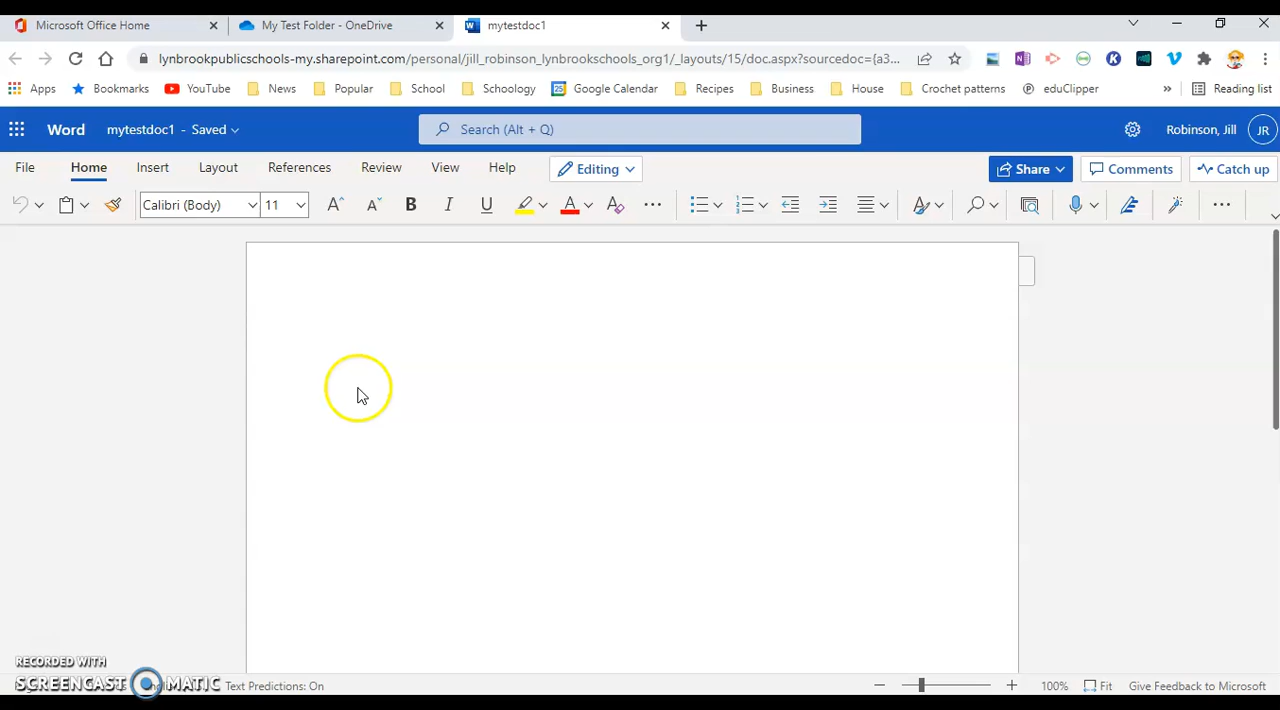 Microsoft Office Home
My Test Folder - OneDrive
mytestdoc1
lynbrookpublicschools-my.sharepoint.com/personal/jill_robinson_lynbrookschools_org1/_layouts/15/doc.aspx?sourcedoc={a3...
Apps Bookmarks YouTube News Popular School Schoology Google Calendar Recipes Business House Crochet patterns eduClipper » Reading list
Word mytestdoc1 - Saved Search (Alt + Q) Robinson, Jill JR
File Home Insert Layout References Review View Help Editing Share Comments Catch up
Calibri (Body) 11 A A B I U A A
RECORDED WITH
SCREENCAST MATIC Text Predictions: On 100% Fit Give Feedback to Microsoft